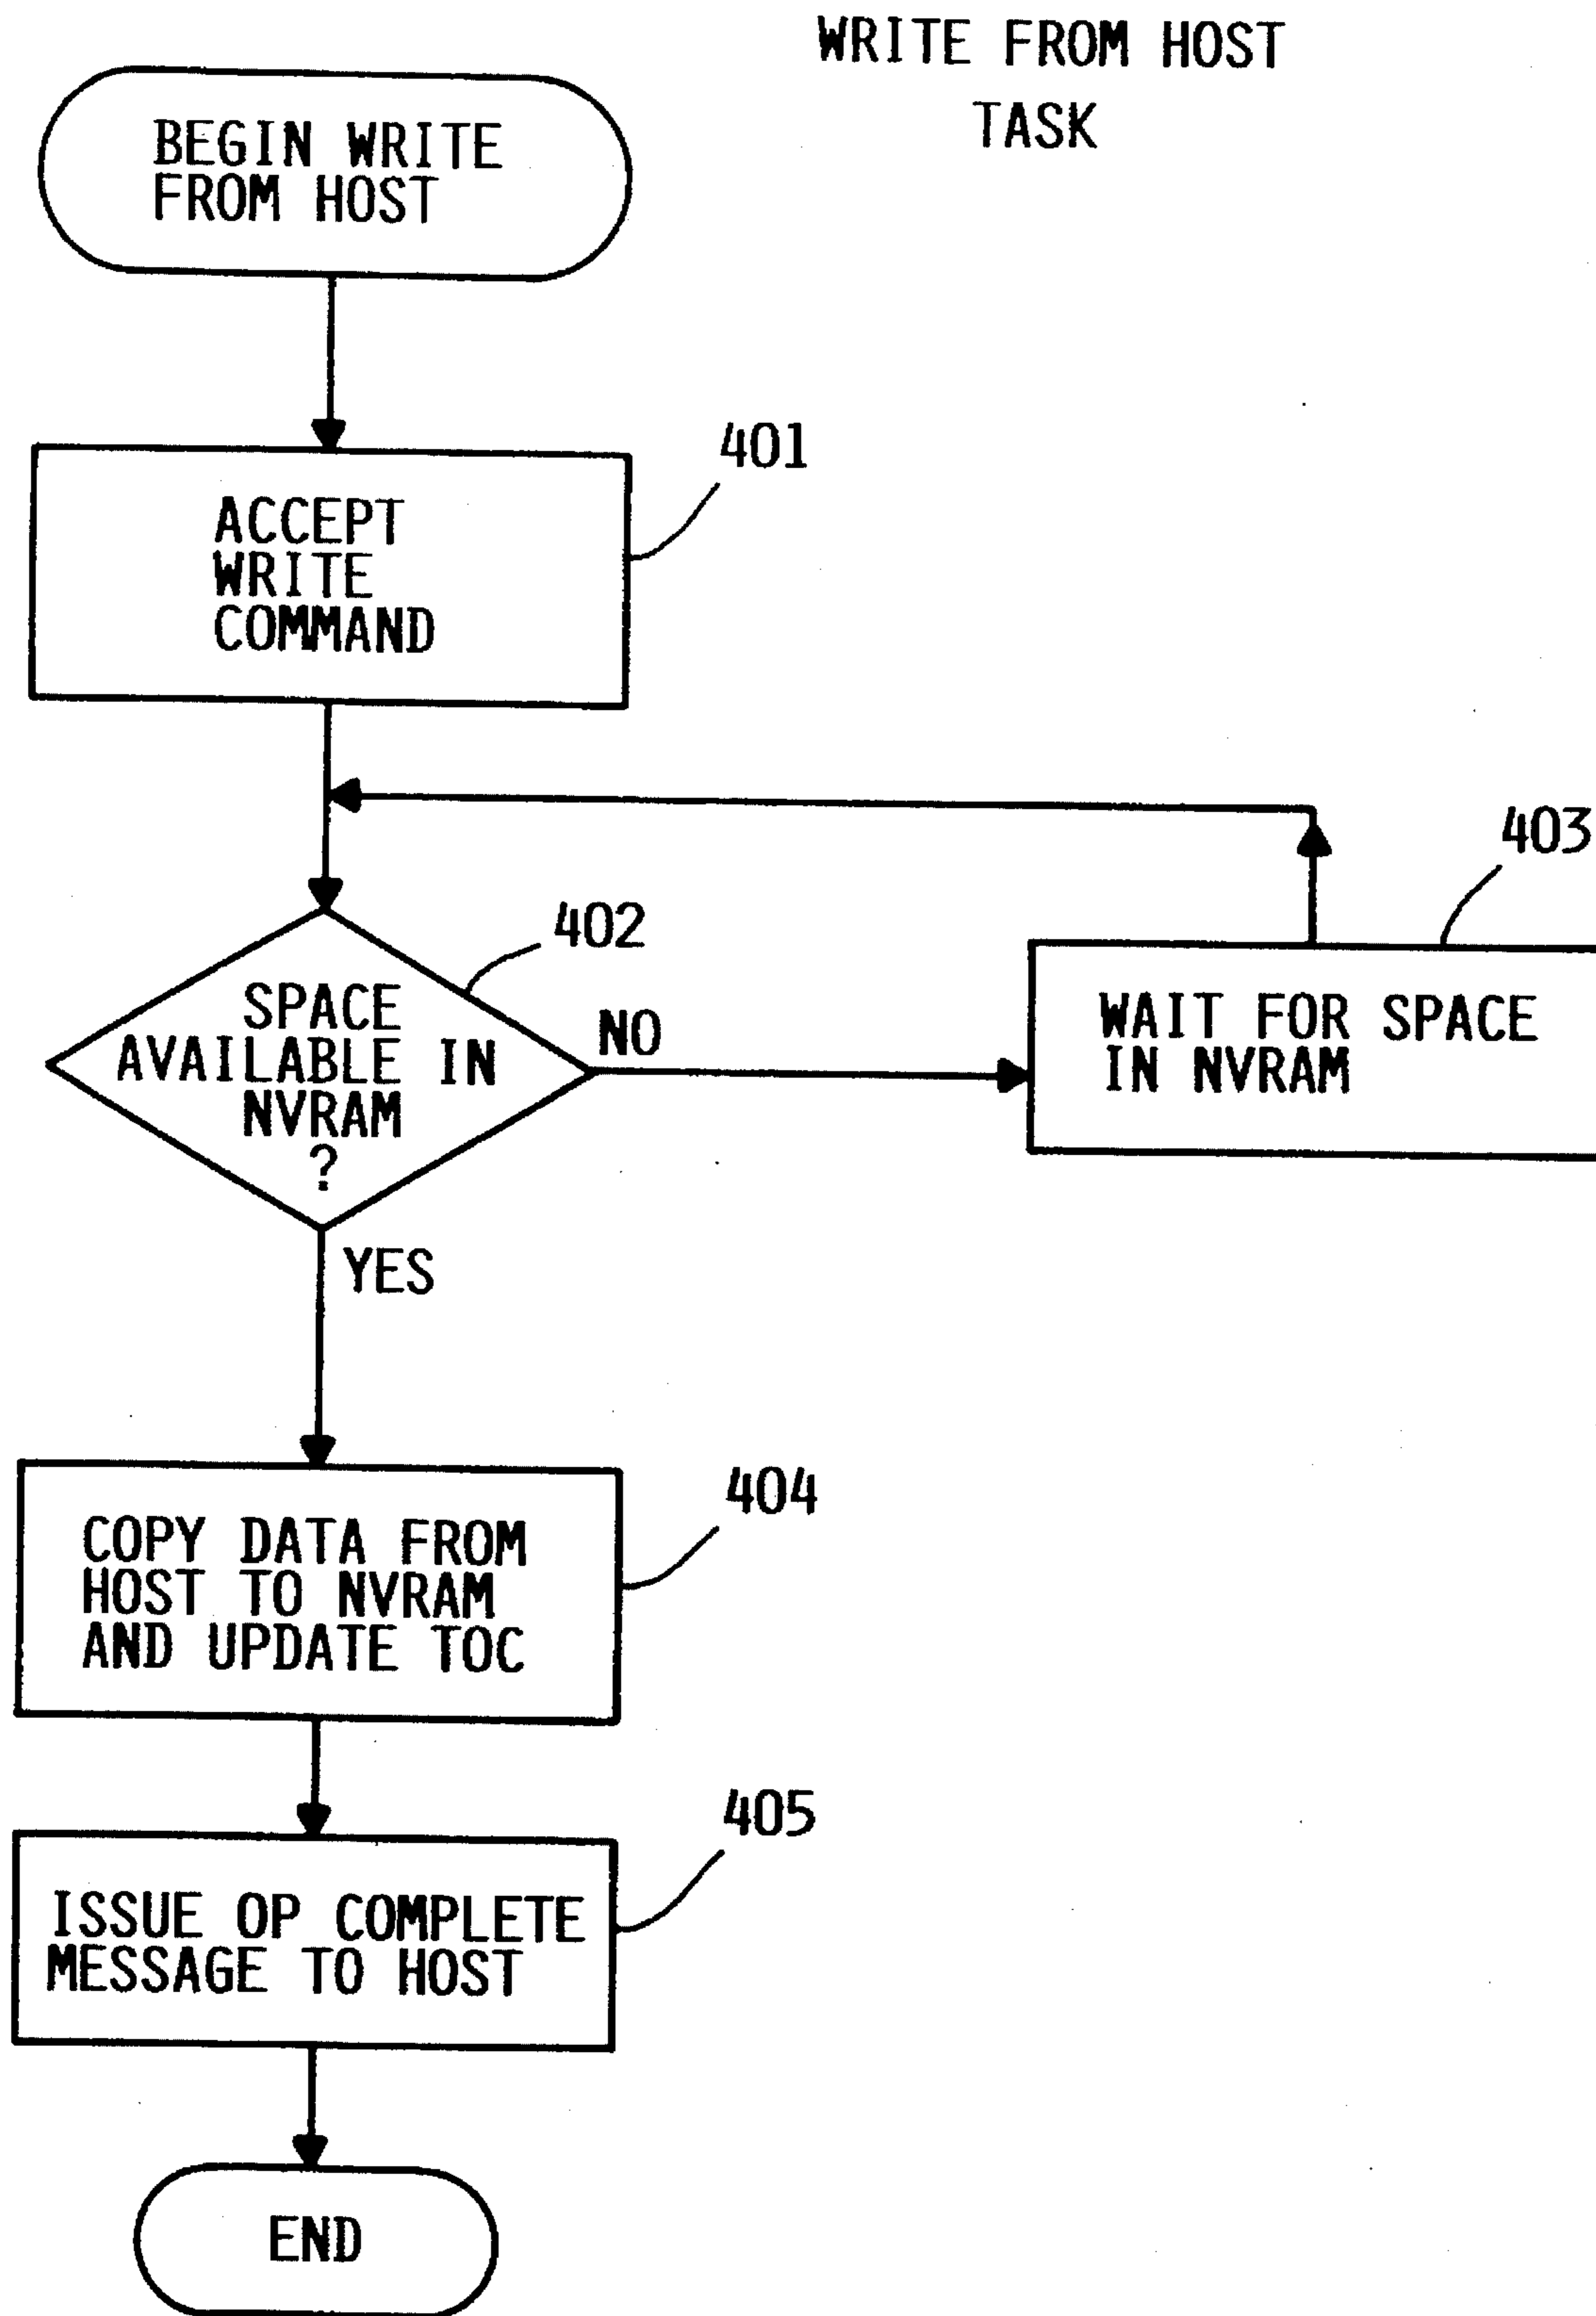 WRITE FROM HOST
TASK
BEGIN WRITE
FROM HOST
401
ACCEPT
WRITE
COMMAND
403
402
SPACE
AVAILABLE IN
NVRAM
?
NO
WAIT FOR SPACE
IN NVRAM
YES
404
COPY DATA FROM
HOST TO NVRAM
AND UPDATE TOC
405
ISSUE OP COMPLETE
MESSAGE TO HOST
END